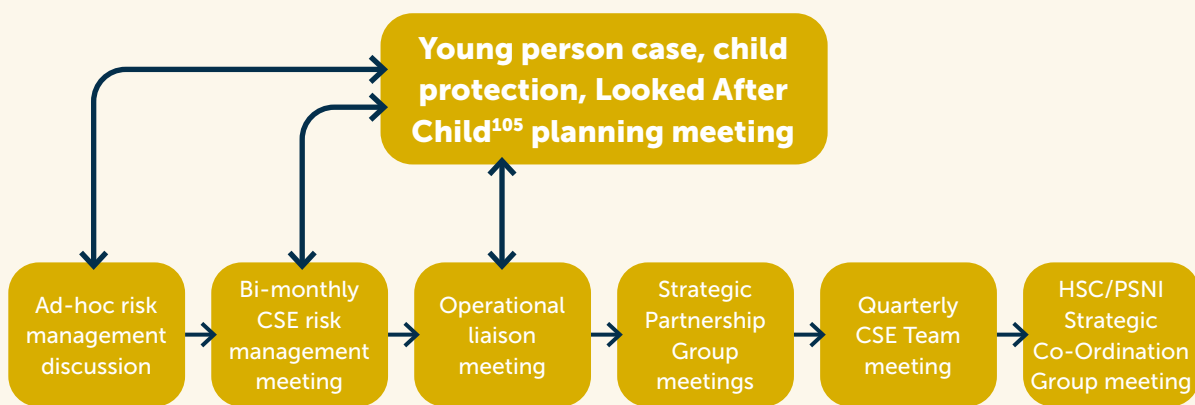 Young person case, child
protection, Looked After
Child105 planning meeting
Ad-hoc risk
management
discussion
Bi-monthly
CSE risk
management
meeting
Operational
liaison
meeting
Strategic
Partnership
Group
meetings
Quarterly
CSE Team
meeting
HSC/PSNI
Strategic
Co-Ordination
Group meeting